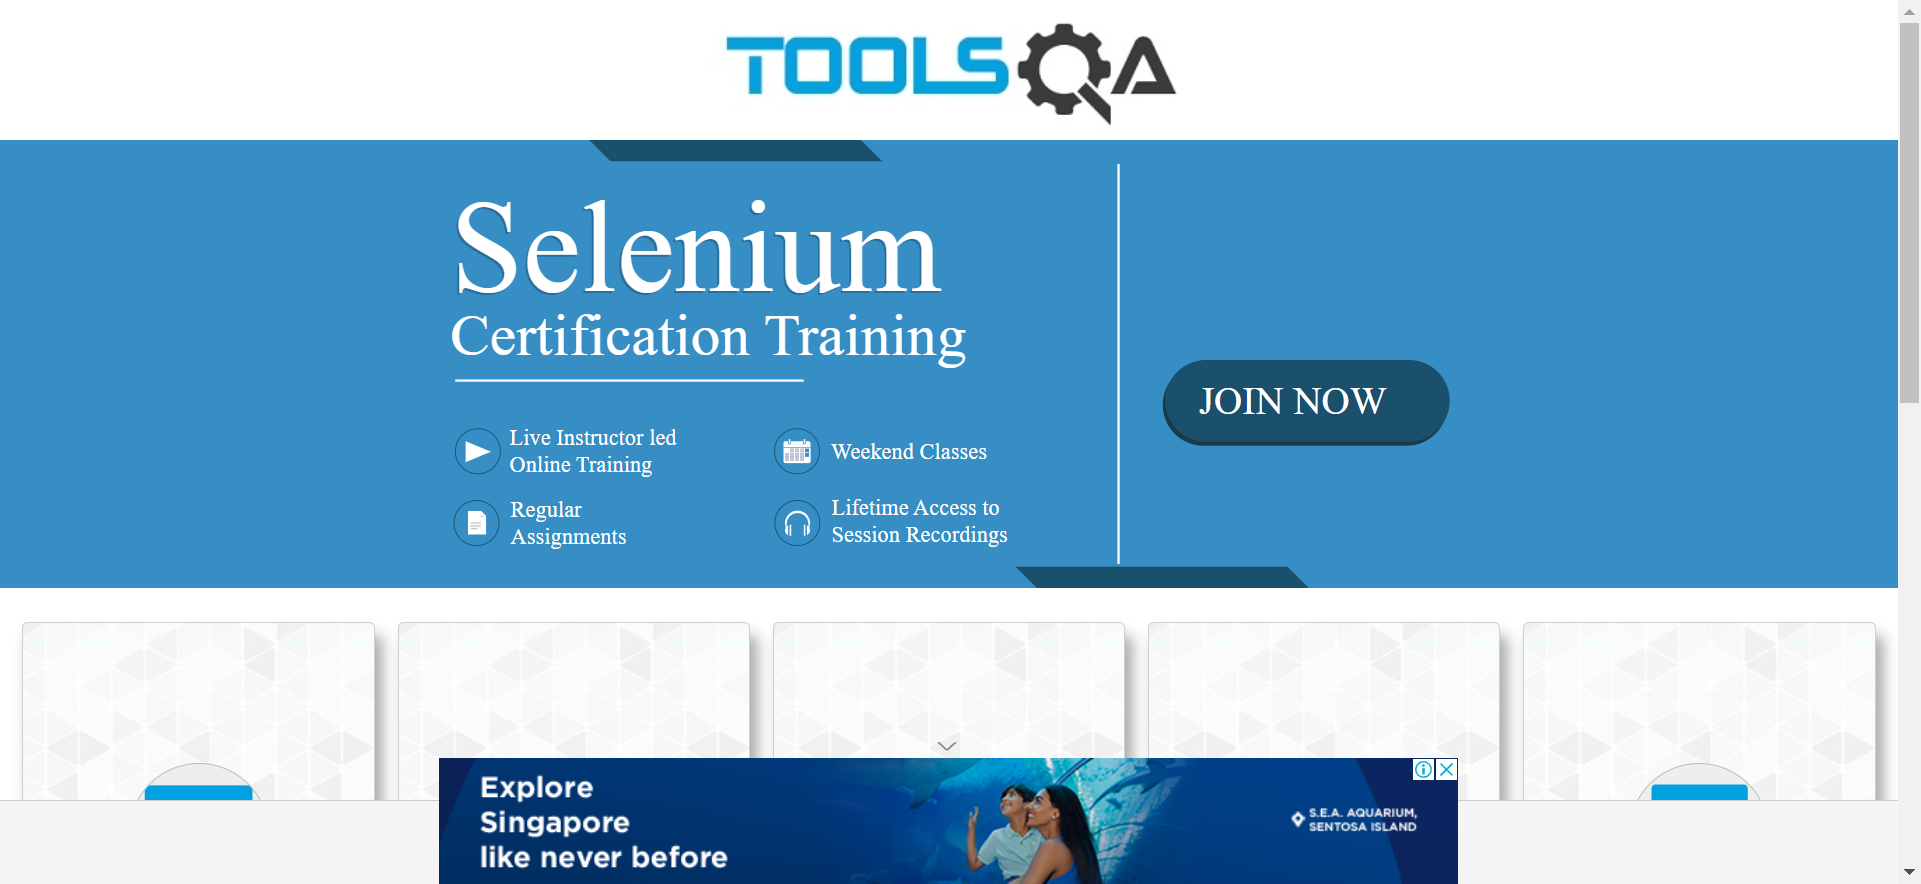 TOOLSQA
Selenium
Certification Training
JOIN NOW
Live Instructor led
Online Training
Weekend Classes
Regular
Assignments
Lifetime Access to
Session Recordings
Explore
Singapore
like never before
S.E.A. AQUARIUM,
SENTOSA ISLAND